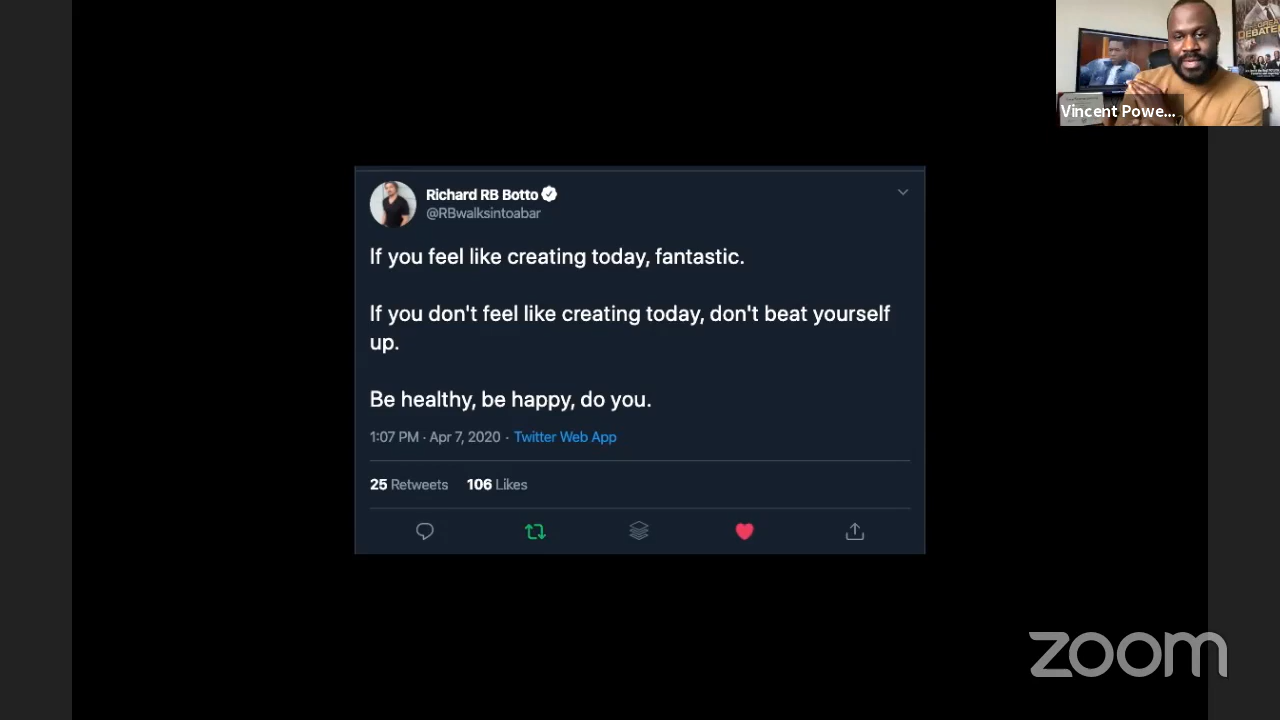 DEBATE
Vincent Powe...
Richard RB Botto
@RBwalksintoabar
If you feel like creating today, fantastic.
If you don't feel like creating today, don't beat yourself
up.
Be healthy, be happy, do you.
1:07 PM · Apr 7, 2020 · Twitter Web App
25 Retweets 106 Likes
zoom